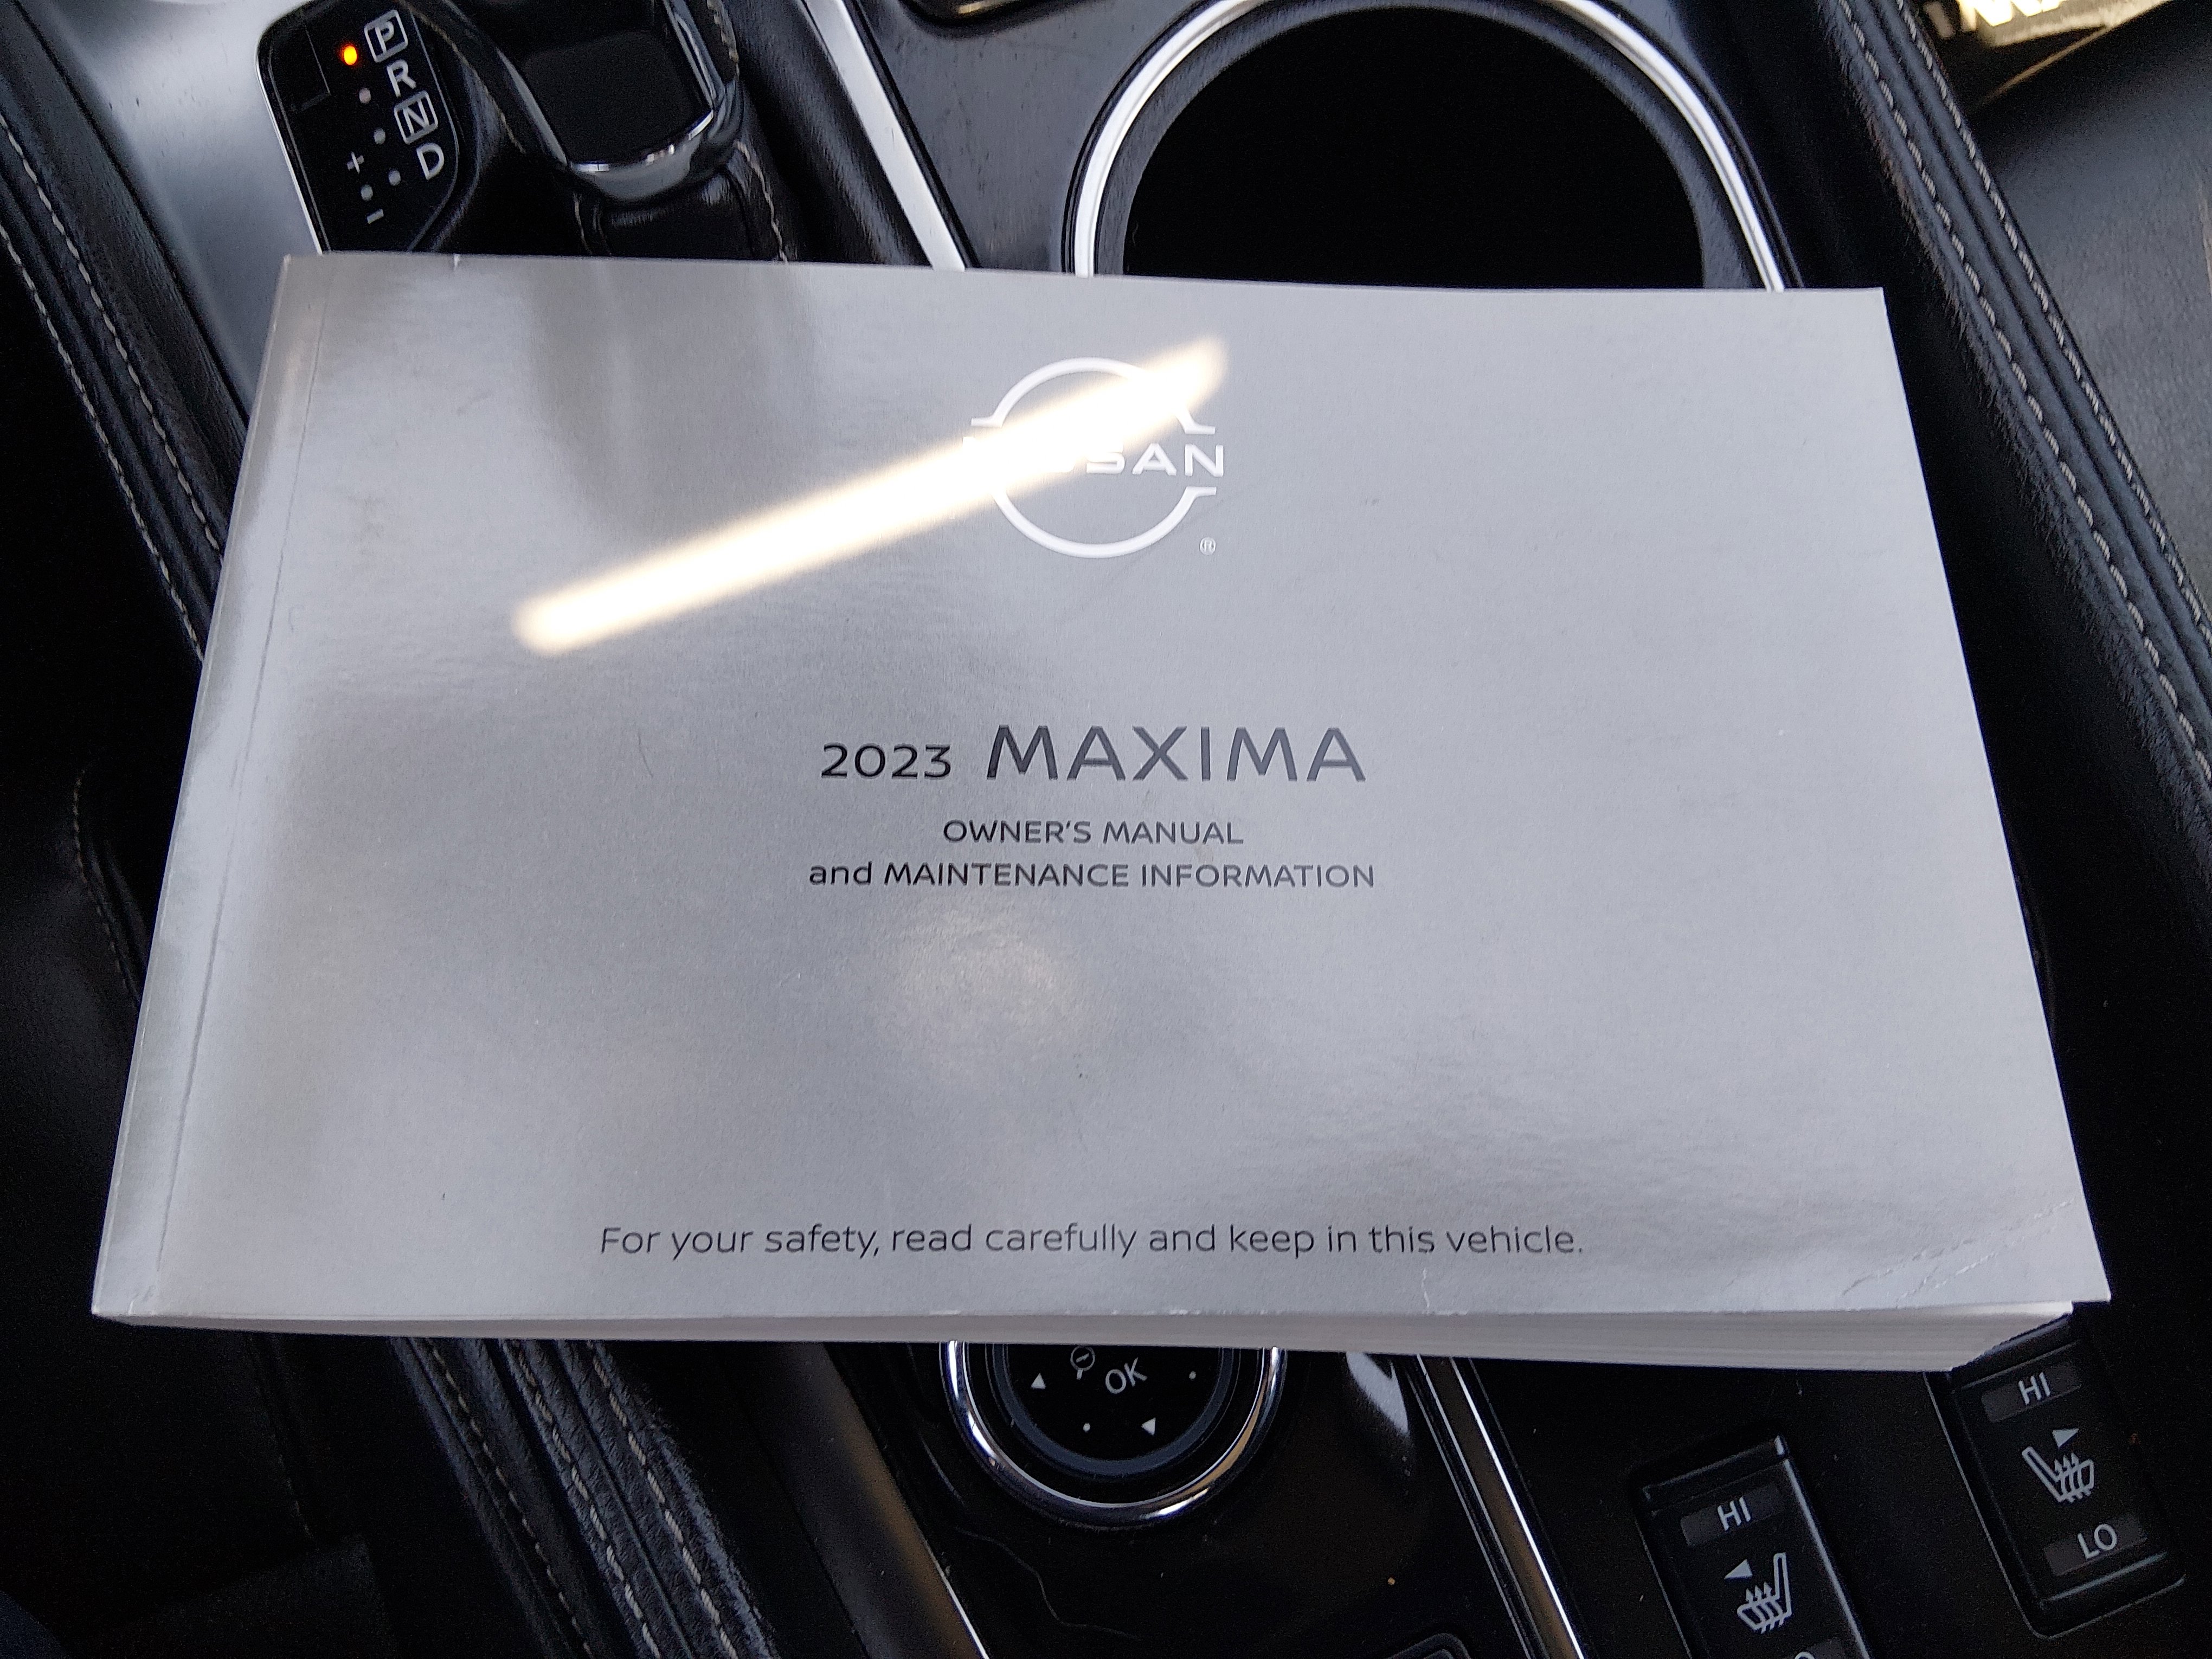 P
R
N
D
+
-
SAN
®
2023 MAXIMA
OWNER'S MANUAL
and MAINTENANCE INFORMATION
For your safety, read carefully and keep in this vehicle.
OK
HI
LO
HI